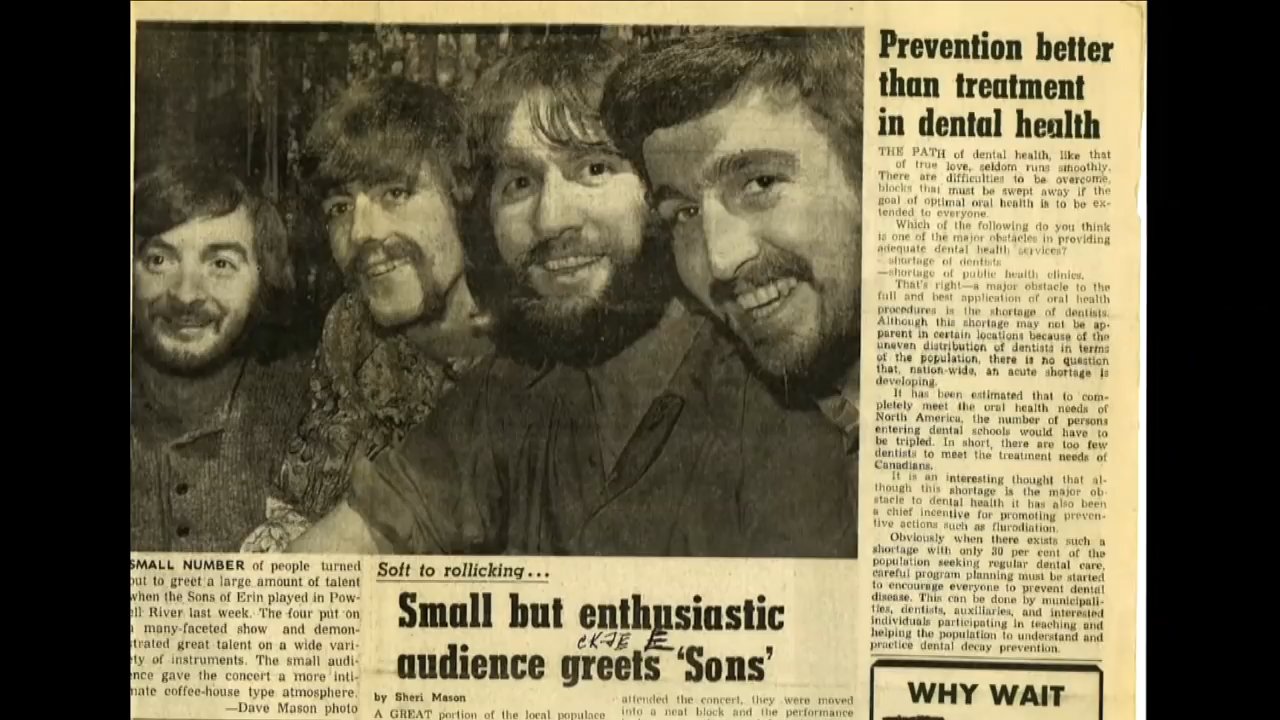 SMALL NUMBER of people turned
out to greet a large amount of talent
when the Sons of Erin played in Pow-
ell River last week. The four put on
a many-faceted show and demon-
strated great talent on a wide vari-
ety of instruments. The small audi-
ence gave the concert a more inti-
mate coffee-house type atmosphere.
—Dave Mason photo
Soft to rollicking...
Small but enthusiastic
audience greets 'Sons'
by Sheri Mason
A GREAT portion of the local populace
attended the concert, they were moved
into a neat block and the performance
Prevention better
than treatment
in dental health
THE PATH of dental health, like that
of true love, seldom runs smoothly.
There are difficulties to be overcome,
blocks that must be swept away if the
goal of optimal oral health is to be ex-
tended to everyone.
Which of the following do you think
is one of the major obstacles in providing
adequate dental health services?
—shortage of dentists
—shortage of public health clinics.
That's right—a major obstacle to the
full and best application of oral health
procedures is the shortage of dentists.
Although this shortage may not be ap-
parent in certain locations because of the
uneven distribution of dentists in terms
of the population, there is no question
that, nation-wide, an acute shortage is
developing.
It has been estimated that to com-
pletely meet the oral health needs of
North America, the number of persons
entering dental schools would have to
be tripled. In short, there are too few
dentists to meet the treatment needs of
Canadians.
It is an interesting thought that al-
though this shortage is the major ob-
stacle to dental health it has also been
a chief incentive for promoting preven-
tive actions such as flurodiation.
Obviously when there exists such a
shortage with only 30 per cent of the
population seeking regular dental care,
careful program planning must be started
to encourage everyone to prevent dental
disease. This can be done by municipali-
ties, dentists, auxiliaries, and interested
individuals participating in teaching and
helping the population to understand and
practice dental decay prevention.
WHY WAIT